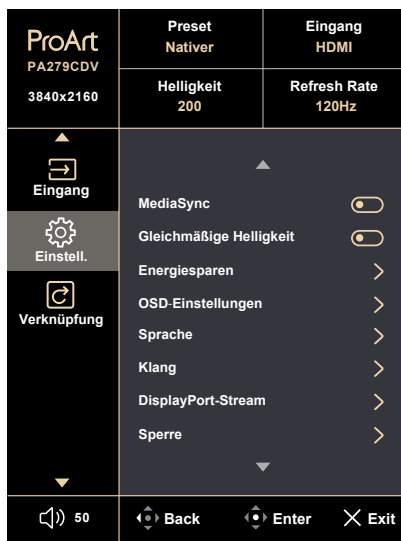 ProArt
PA279CDV
3840x2160
Preset
Nativer
Eingang
HDMI
Helligkeit
200
Refresh Rate
120Hz
Eingang
Einstell.
Verknüpfung
MediaSync
Gleichmäßige Helligkeit
Energiesparen
OSD-Einstellungen
Sprache
Klang
DisplayPort-Stream
Sperre
50
Back
Enter
Exit